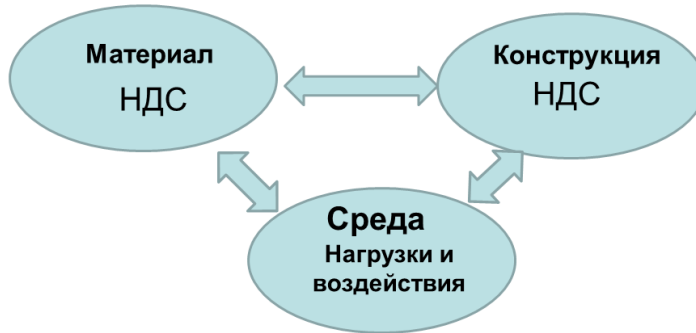 Материал
НДС
Конструкция
НДС
Среда
Нагрузки и
воздействия